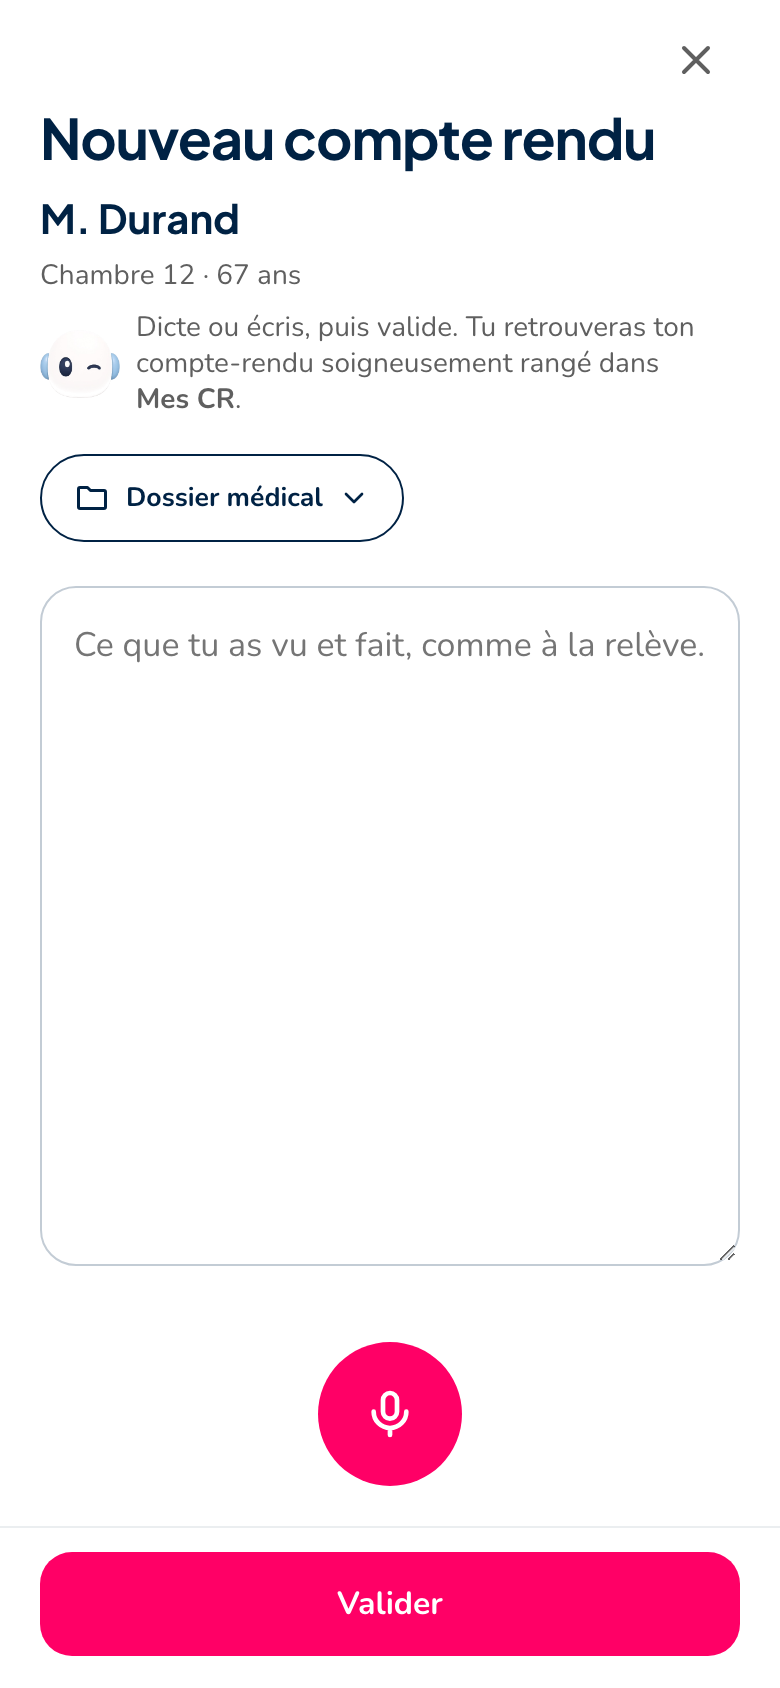 Nouveau compte rendu
M. Durand
Chambre 12 · 67 ans
Dicte ou écris, puis valide. Tu retrouveras ton
compte-rendu soigneusement rangé dans
Mes CR.
Dossier médical
Ce que tu as vu et fait, comme à la relève.
Valider